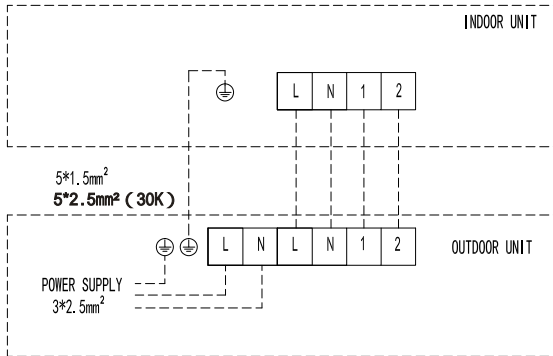 INDOOR UNIT
L N 1 2
5*1.5mm²
5*2.5mm² (30K)
L N L N 1 2
OUTDOOR UNIT
POWER SUPPLY
3*2.5mm²